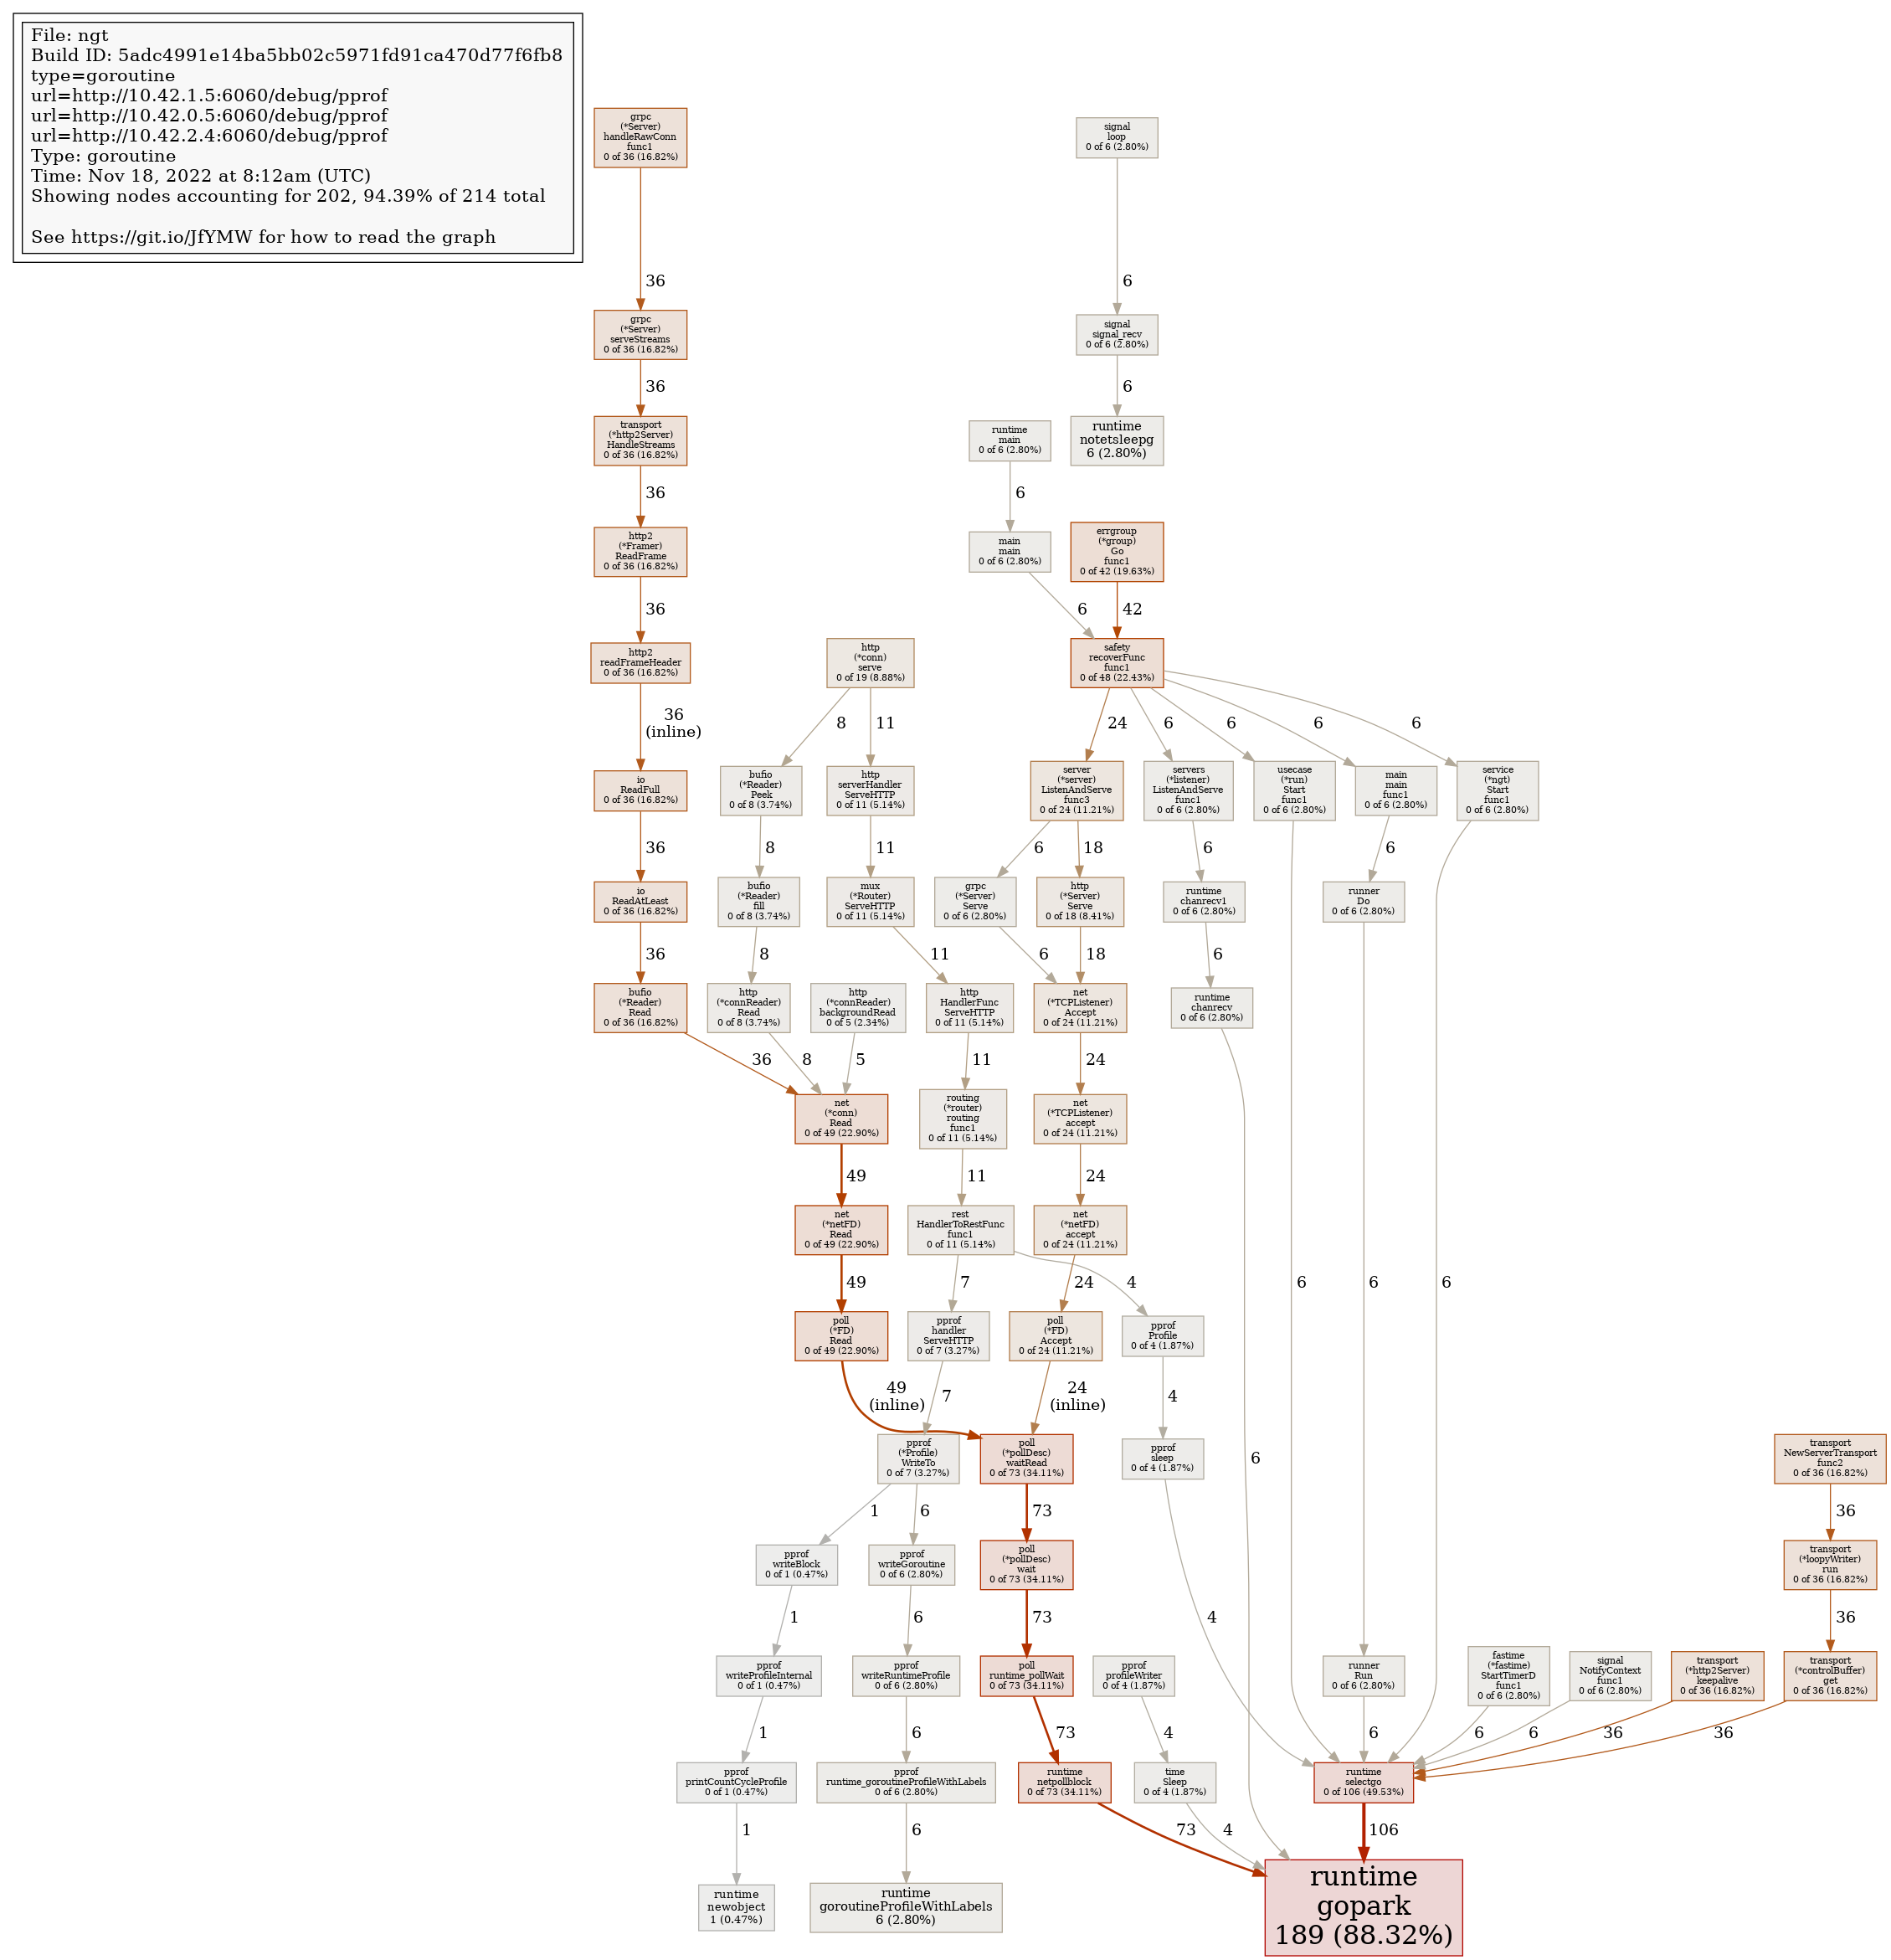 File: ngt
Build ID: 5adc4991e14ba5bb02c5971fd91ca470d77f6fb8
type=goroutine
url=http://10.42.1.5:6060/debug/pprof
url=http://10.42.0.5:6060/debug/pprof
url=http://10.42.2.4:6060/debug/pprof
Type: goroutine
Time: Nov 18, 2022 at 8:12am (UTC)
Showing nodes accounting for 202, 94.39% of 214 total
See https://git.io/JfYMW for how to read the graph
grpc
(*Server)
handleRawConn
func1
0 of 36 (16.82%)
signal
loop
0 of 6 (2.80%)
36
6
grpc
(*Server)
serveStreams
0 of 36 (16.82%)
signal
signal_recv
0 of 6 (2.80%)
36
6
transport
(*http2Server)
HandleStreams
0 of 36 (16.82%)
runtime
main
0 of 6 (2.80%)
runtime
notetsleepg
6 (2.80%)
36
6
http2
(*Framer)
ReadFrame
0 of 36 (16.82%)
main
main
0 of 6 (2.80%)
errgroup
(*group)
Go
func1
0 of 42 (19.63%)
36
6
42
http2
readFrameHeader
0 of 36 (16.82%)
http
(*conn)
serve
0 of 19 (8.88%)
safety
recoverFunc
func1
0 of 48 (22.43%)
36
(inline)
8
11
24
6
6
6
6
io
ReadFull
0 of 36 (16.82%)
bufio
(*Reader)
Peek
0 of 8 (3.74%)
http
serverHandler
ServeHTTP
0 of 11 (5.14%)
server
(*server)
ListenAndServe
func3
0 of 24 (11.21%)
servers
(*listener)
ListenAndServe
func1
0 of 6 (2.80%)
usecase
(*run)
Start
func1
0 of 6 (2.80%)
main
main
func1
0 of 6 (2.80%)
service
(*ngt)
Start
func1
0 of 6 (2.80%)
36
8
11
6
18
6
6
io
ReadAtLeast
0 of 36 (16.82%)
bufio
(*Reader)
fill
0 of 8 (3.74%)
mux
(*Router)
ServeHTTP
0 of 11 (5.14%)
grpc
(*Server)
Serve
0 of 6 (2.80%)
http
(*Server)
Serve
0 of 18 (8.41%)
runtime
chanrecv1
0 of 6 (2.80%)
runner
Do
0 of 6 (2.80%)
36
8
11
6
18
6
bufio
(*Reader)
Read
0 of 36 (16.82%)
http
(*connReader)
Read
0 of 8 (3.74%)
http
(*connReader)
backgroundRead
0 of 5 (2.34%)
http
HandlerFunc
ServeHTTP
0 of 11 (5.14%)
net
(*TCPListener)
Accept
0 of 24 (11.21%)
runtime
chanrecv
0 of 6 (2.80%)
36
8
5
11
24
net
(*conn)
Read
0 of 49 (22.90%)
routing
(*router)
routing
func1
0 of 11 (5.14%)
net
(*TCPListener)
accept
0 of 24 (11.21%)
49
11
24
net
(*netFD)
Read
0 of 49 (22.90%)
rest
HandlerToRestFunc
func1
0 of 11 (5.14%)
net
(*netFD)
accept
0 of 24 (11.21%)
49
7
24
4
6
6
6
poll
(*FD)
Read
0 of 49 (22.90%)
pprof
handler
ServeHTTP
0 of 7 (3.27%)
poll
(*FD)
Accept
0 of 24 (11.21%)
pprof
Profile
0 of 4 (1.87%)
49
(inline)
7
24
(inline)
4
pprof
(*Profile)
WriteTo
0 of 7 (3.27%)
poll
(*pollDesc)
waitRead
0 of 73 (34.11%)
pprof
sleep
0 of 4 (1.87%)
6
transport
NewServerTransport
func2
0 of 36 (16.82%)
1
6
73
36
pprof
writeBlock
0 of 1 (0.47%)
pprof
writeGoroutine
0 of 6 (2.80%)
poll
(*pollDesc)
wait
0 of 73 (34.11%)
transport
(*loopyWriter)
run
0 of 36 (16.82%)
1
6
73
4
36
pprof
writeProfileInternal
0 of 1 (0.47%)
pprof
writeRuntimeProfile
0 of 6 (2.80%)
poll
runtime_pollWait
0 of 73 (34.11%)
pprof
profileWriter
0 of 4 (1.87%)
runner
Run
0 of 6 (2.80%)
fastime
(*fastime)
StartTimerD
func1
0 of 6 (2.80%)
signal
NotifyContext
func1
0 of 6 (2.80%)
transport
(*http2Server)
keepalive
0 of 36 (16.82%)
transport
(*controlBuffer)
get
0 of 36 (16.82%)
1
6
73
4
6
6
6
36
36
pprof
printCountCycleProfile
0 of 1 (0.47%)
pprof
runtime_goroutineProfileWithLabels
0 of 6 (2.80%)
runtime
netpollblock
0 of 73 (34.11%)
time
Sleep
0 of 4 (1.87%)
runtime
selectgo
0 of 106 (49.53%)
1
6
73
4
106
runtime
newobject
1 (0.47%)
runtime
goroutineProfileWithLabels
6 (2.80%)
runtime
gopark
189 (88.32%)